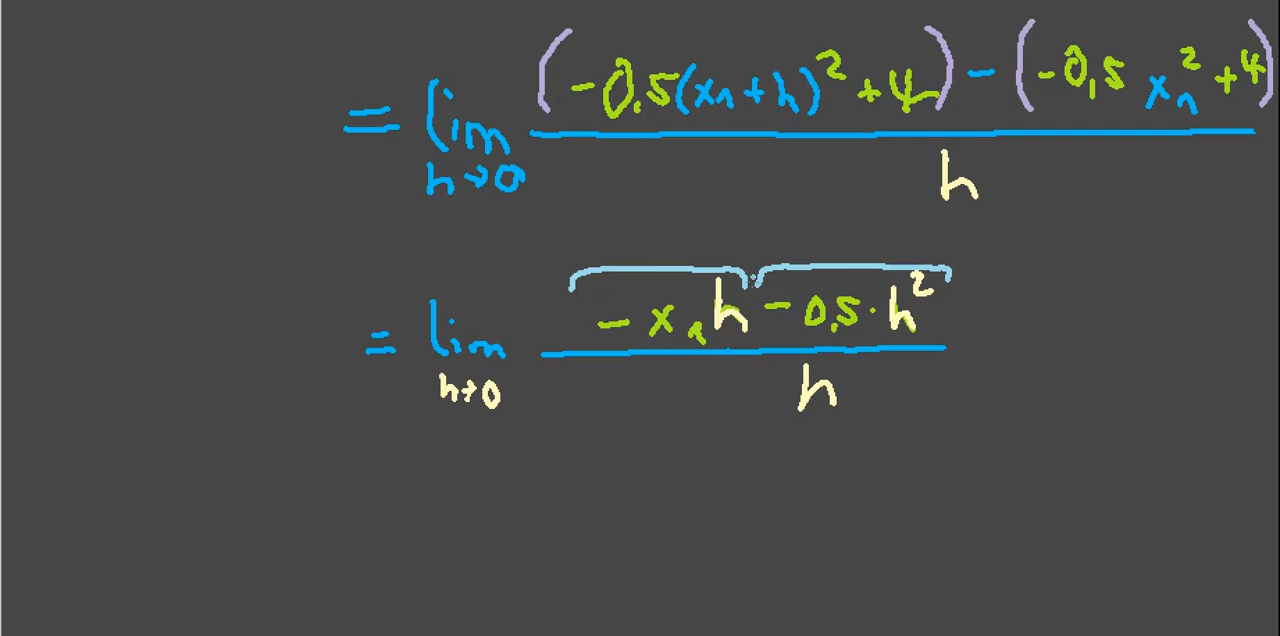 = lim h→0 ((-0,5(x₁+h)²+4) - (-0,5 x₁²+4)) / h
= lim h→0 (-x₁h - 0,5·h²) / h